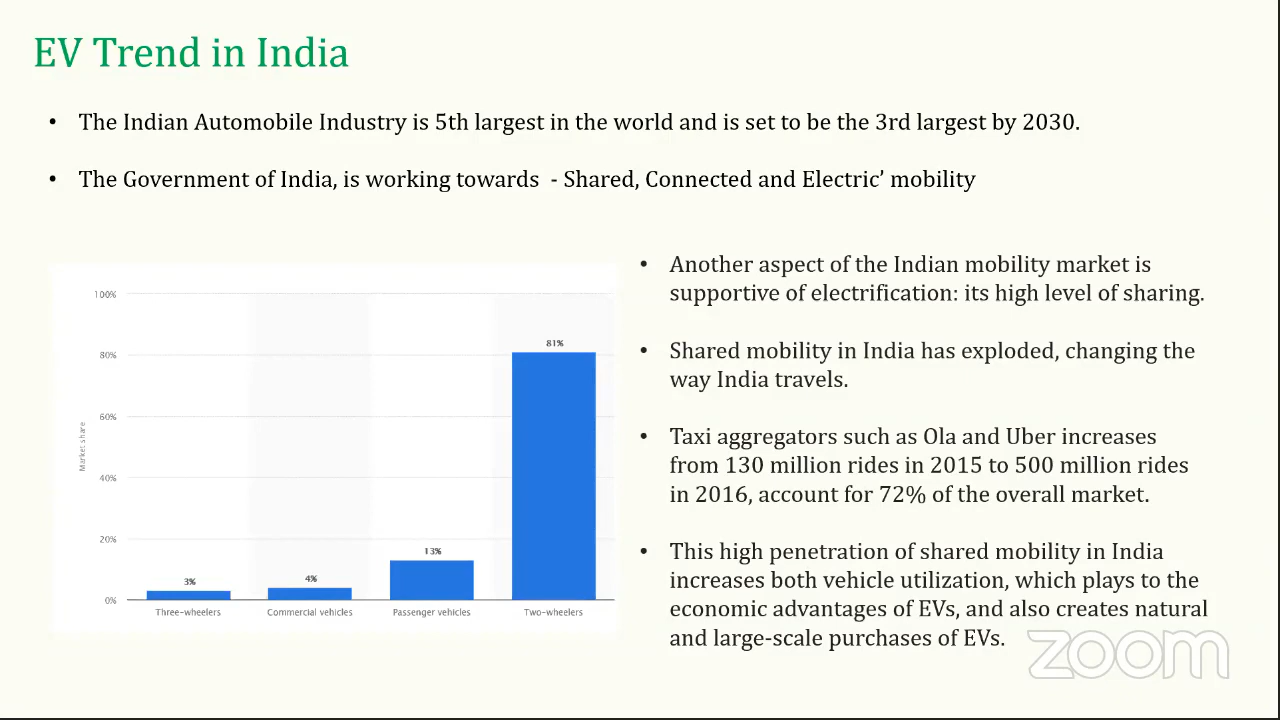 EV Trend in India
• The Indian Automobile Industry is 5th largest in the world and is set to be the 3rd largest by 2030.
• The Government of India, is working towards  - Shared, Connected and Electric’ mobility
100%
80%
60%
40%
20%
0%
Market share
3%
4%
13%
81%
Three-wheelers
Commercial vehicles
Passenger vehicles
Two-wheelers
• Another aspect of the Indian mobility market is
supportive of electrification: its high level of sharing.
• Shared mobility in India has exploded, changing the
way India travels.
• Taxi aggregators such as Ola and Uber increases
from 130 million rides in 2015 to 500 million rides
in 2016, account for 72% of the overall market.
• This high penetration of shared mobility in India
increases both vehicle utilization, which plays to the
economic advantages of EVs, and also creates natural
and large-scale purchases of EVs.
zoom